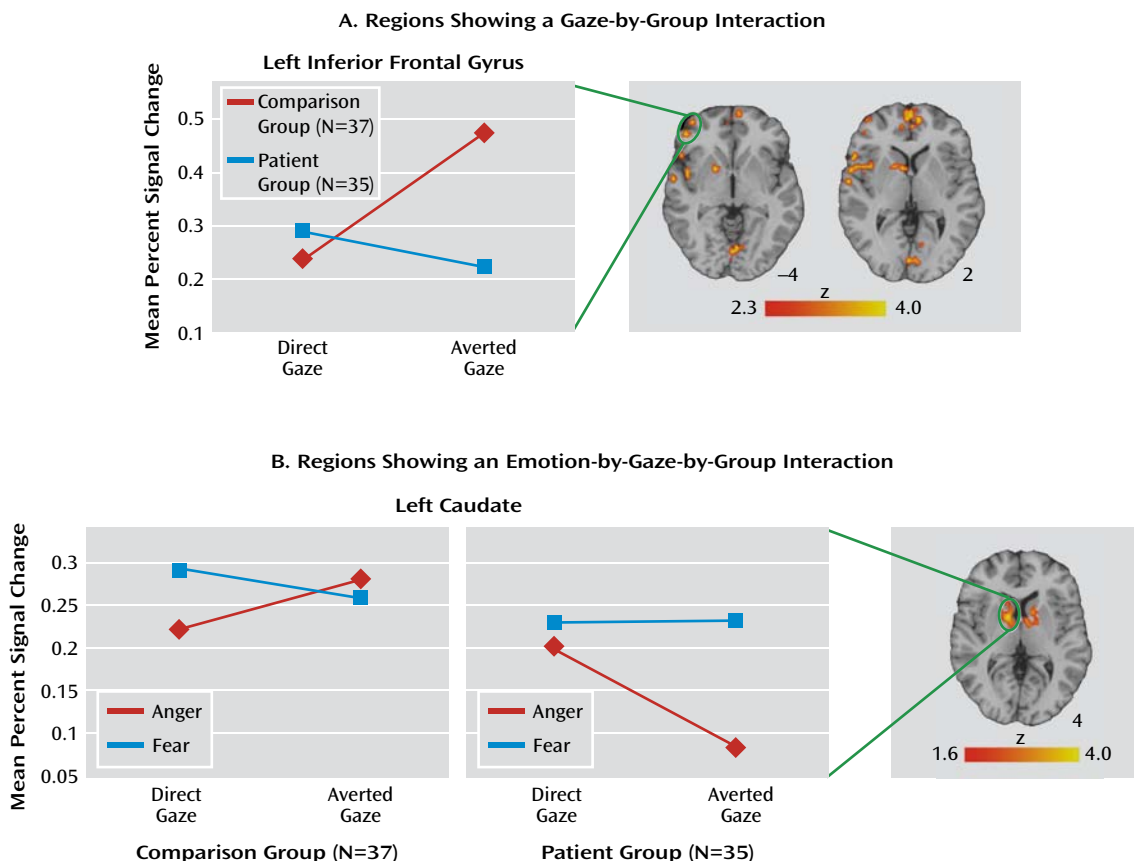 A. Regions Showing a Gaze-by-Group Interaction
Left Inferior Frontal Gyrus
Mean Percent Signal Change
0.5
0.4
0.3
0.2
0.1
Comparison
Group (N=37)
Patient
Group (N=35)
Direct
Gaze
Averted
Gaze
–4
2
z
2.3
4.0
B. Regions Showing an Emotion-by-Gaze-by-Group Interaction
Left Caudate
Mean Percent Signal Change
0.3
0.25
0.2
0.15
0.1
0.05
Anger
Fear
Direct
Gaze
Averted
Gaze
Comparison Group (N=37)
Anger
Fear
Direct
Gaze
Averted
Gaze
Patient Group (N=35)
4
z
1.6
4.0